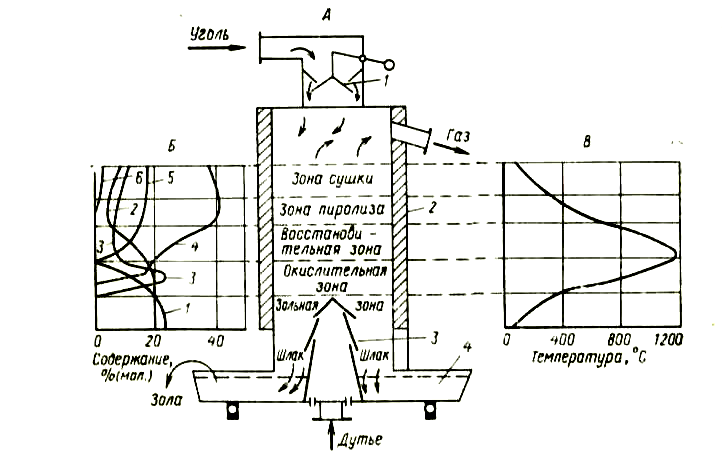 А
Уголь
1
Газ
Б
В
6
5
2
3
4
3
1
Зона сушки
Зона пиролиза
Восстанови-
тельная зона
Окислительная
зона
Зольная зона
2
3
Шлак
Шлак
4
0 20 40
Содержание,
%(мол.)
Зола
Дутье
0 400 800 1200
Температура, °С